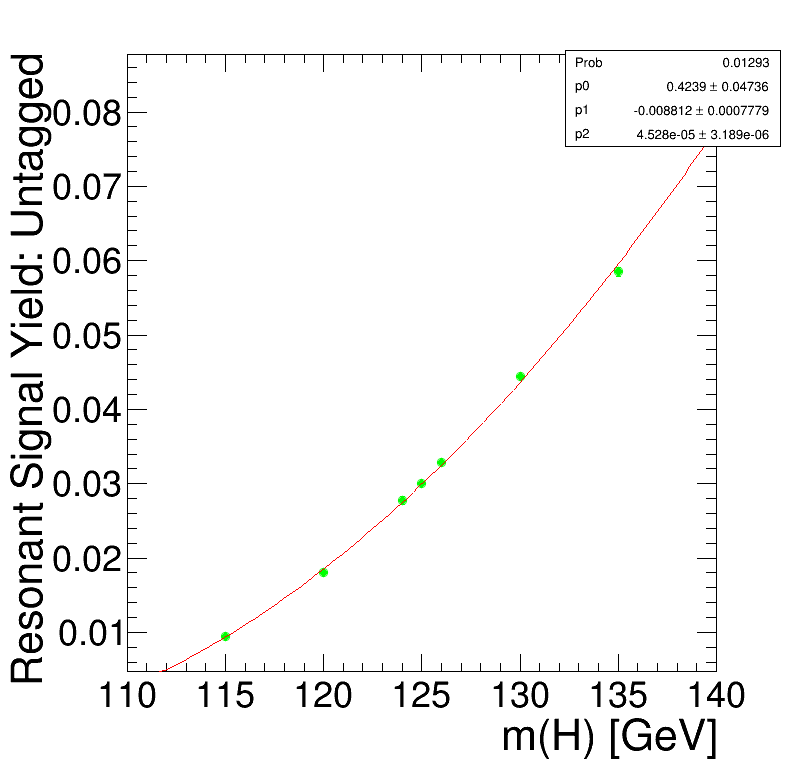 Prob 0.01293
p0 0.4239 ± 0.04736
p1 -0.008812 ± 0.0007779
p2 4.528e-05 ± 3.189e-06
Resonant Signal Yield: Untagged
0.08
0.07
0.06
0.05
0.04
0.03
0.02
0.01
110 115 120 125 130 135 140
m(H) [GeV]